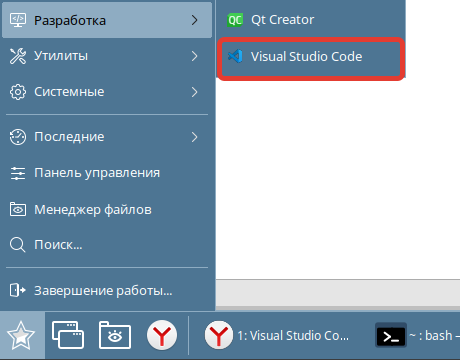 Разработка
Qt Creator
Утилиты
Visual Studio Code
Системные
Последние
Панель управления
Менеджер файлов
Поиск...
Завершение работы...
1: Visual Studio Co...
~ : bash –